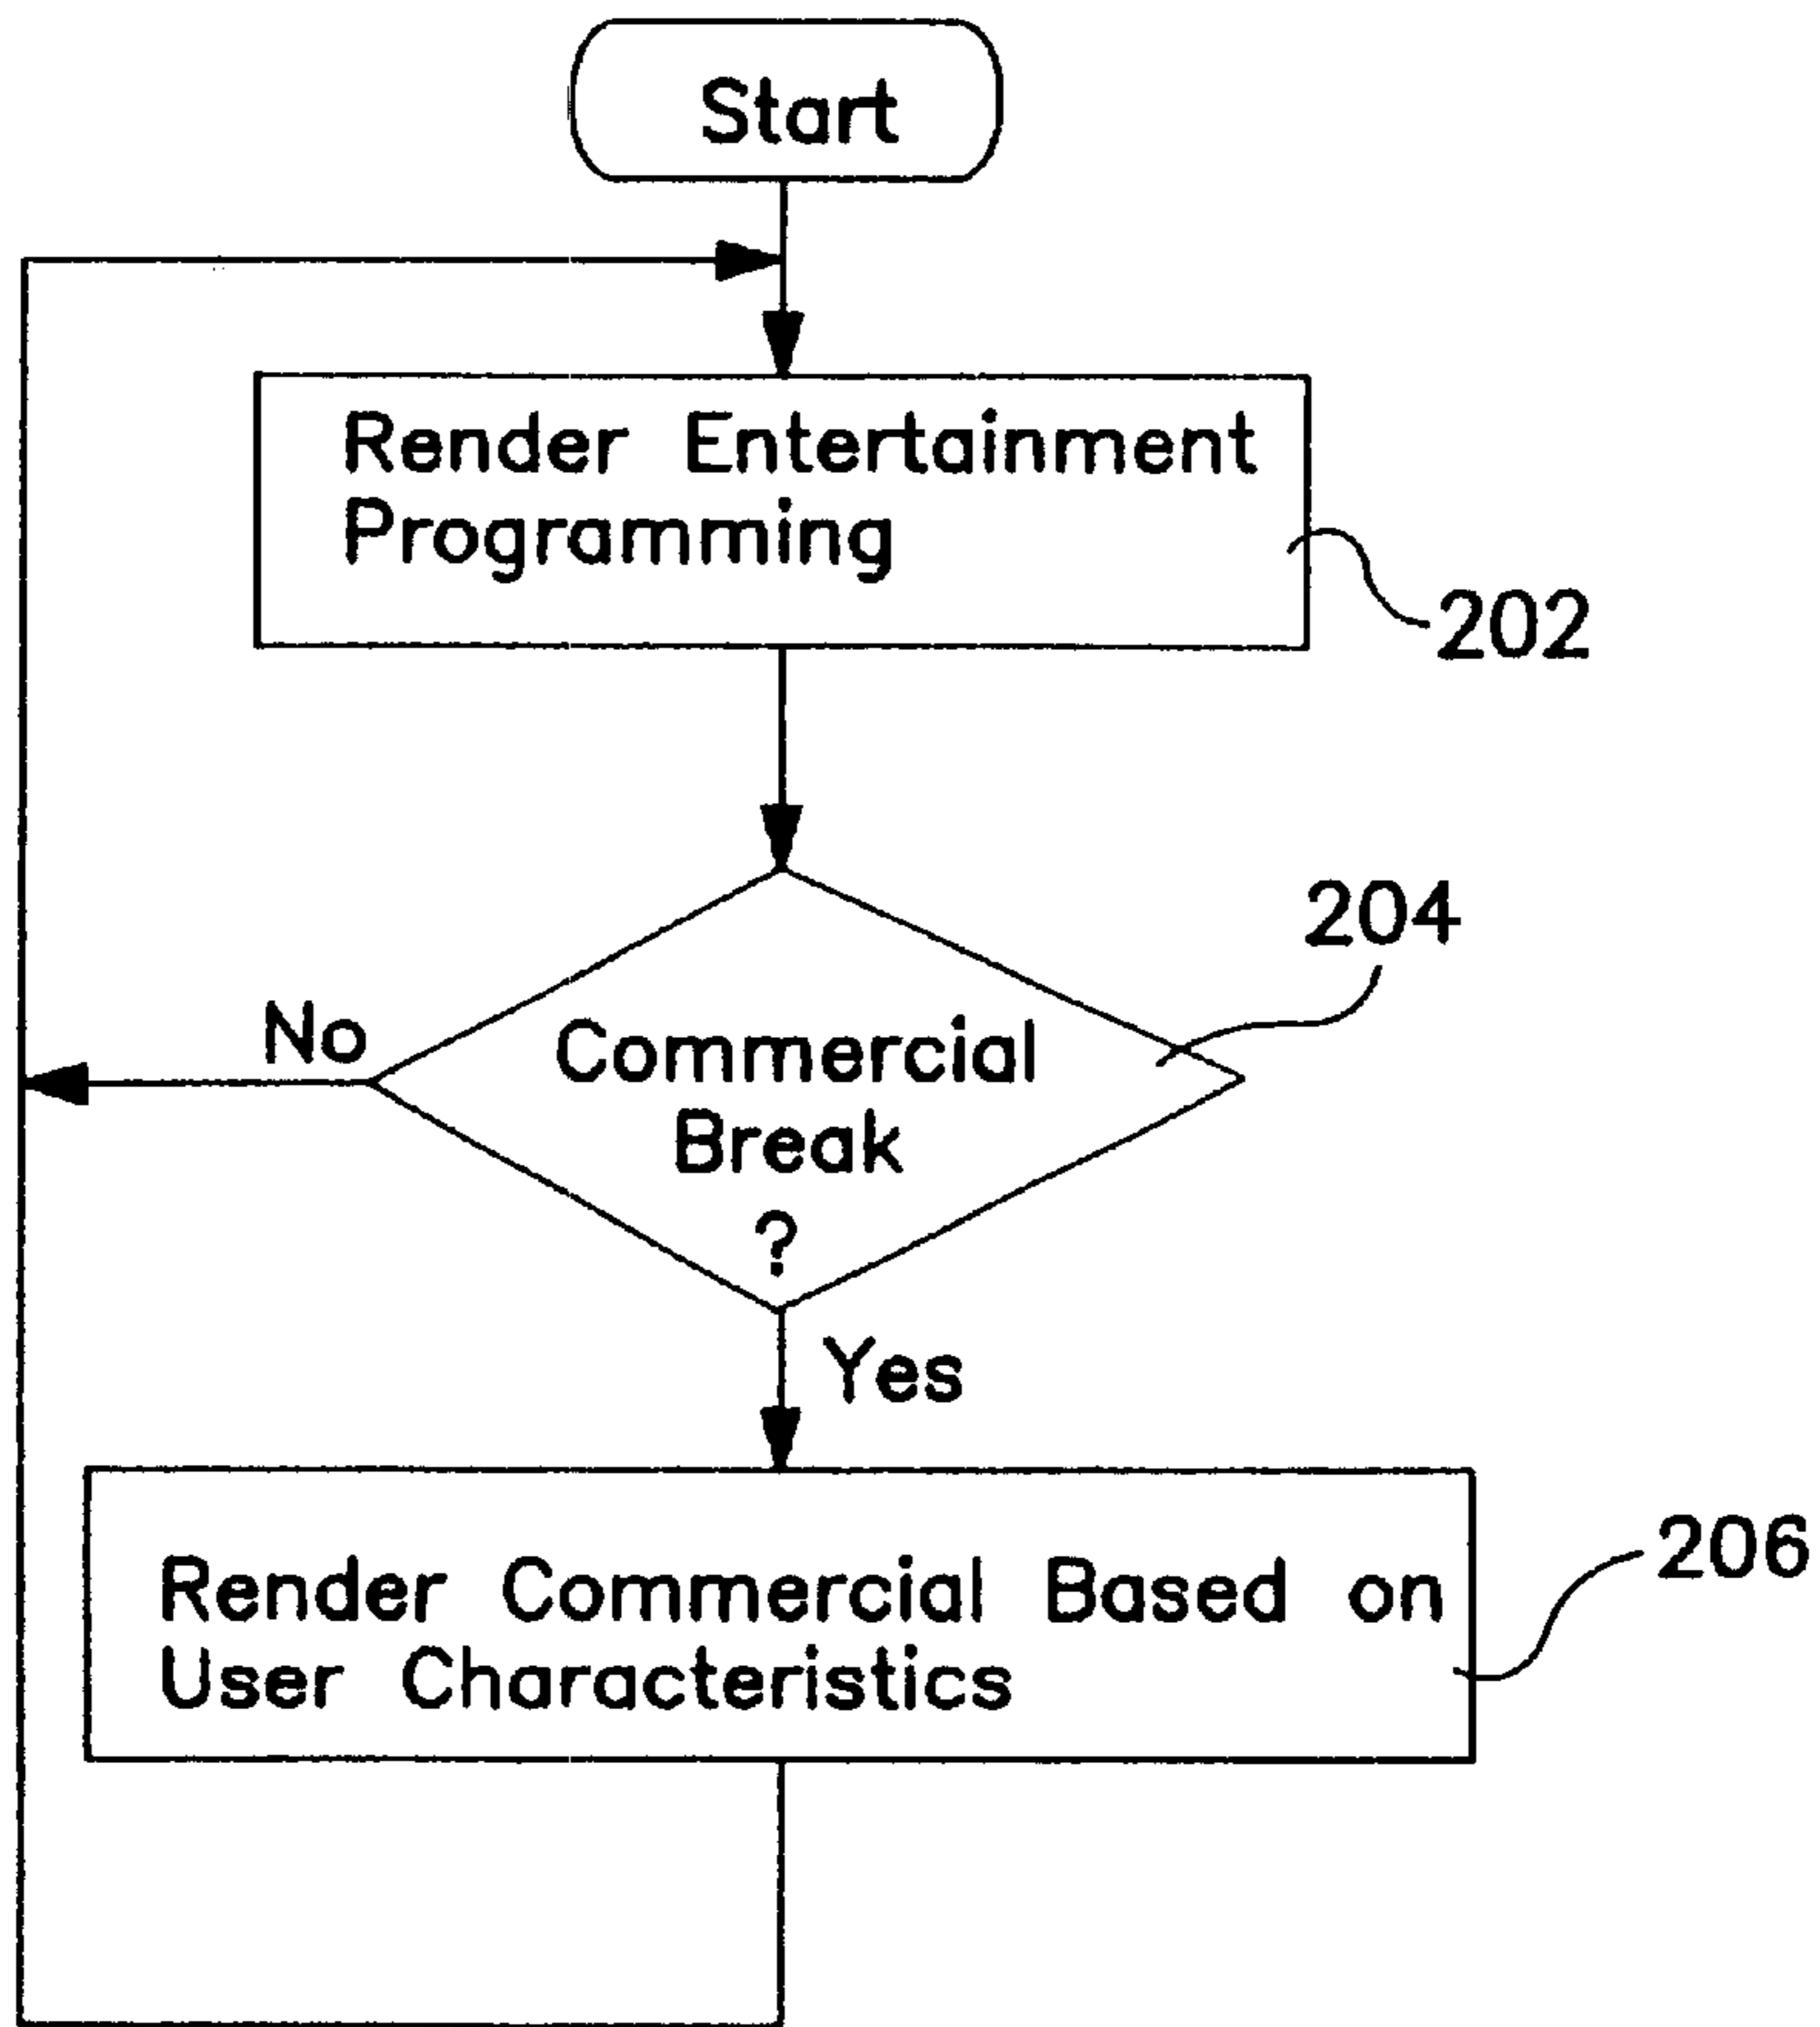 Start
Render Entertainment
Programming
202
204
No
Commercial
Break
?
Yes
206
Render Commercial Based on
User Characteristics